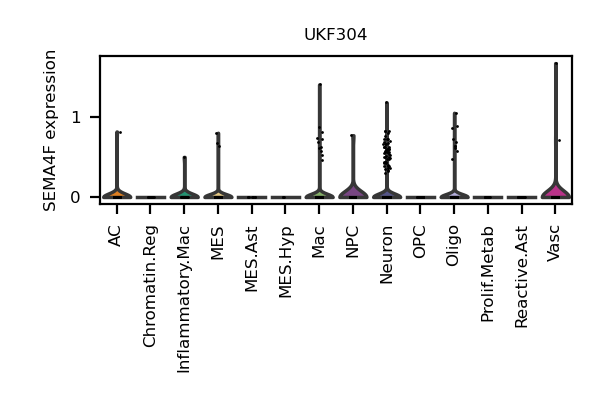 UKF304
SEMA4F expression
1
0
AC
Chromatin.Reg
Inflammatory.Mac
MES
MES.Ast
MES.Hyp
Mac
NPC
Neuron
OPC
Oligo
Prolif.Metab
Reactive.Ast
Vasc